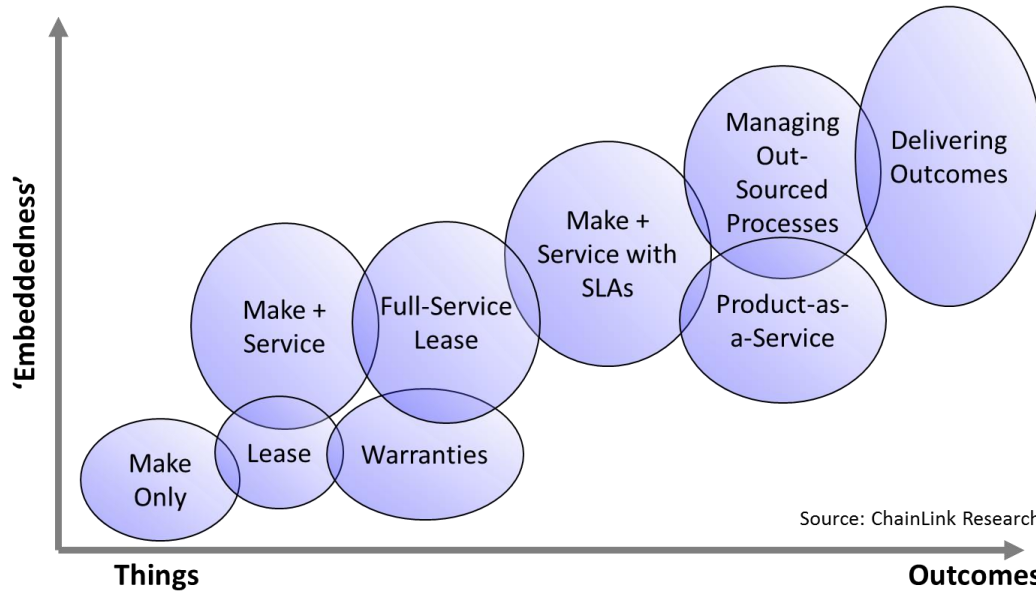 ‘Embeddedness’
Managing
Out-
Sourced
Processes
Delivering
Outcomes
Make +
Service with
SLAs
Make +
Service
Full-Service
Lease
Product-as-
a-Service
Make
Only
Lease
Warranties
Source: ChainLink Research
Things
Outcomes